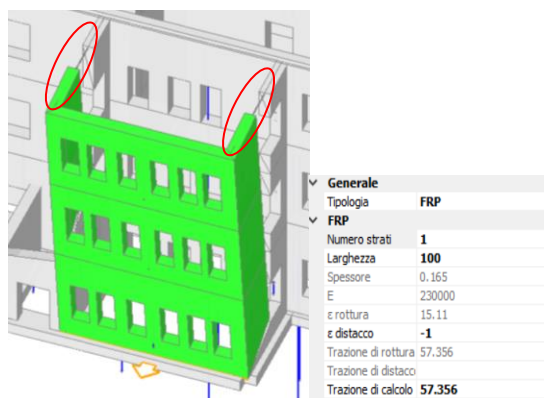 Generale
Tipologia FRP
FRP
Numero strati 1
Larghezza 100
Spessore 0.165
E 230000
ε rottura 15.11
ε distacco -1
Trazione di rottura 57.356
Trazione di distacc
Trazione di calcolo 57.356